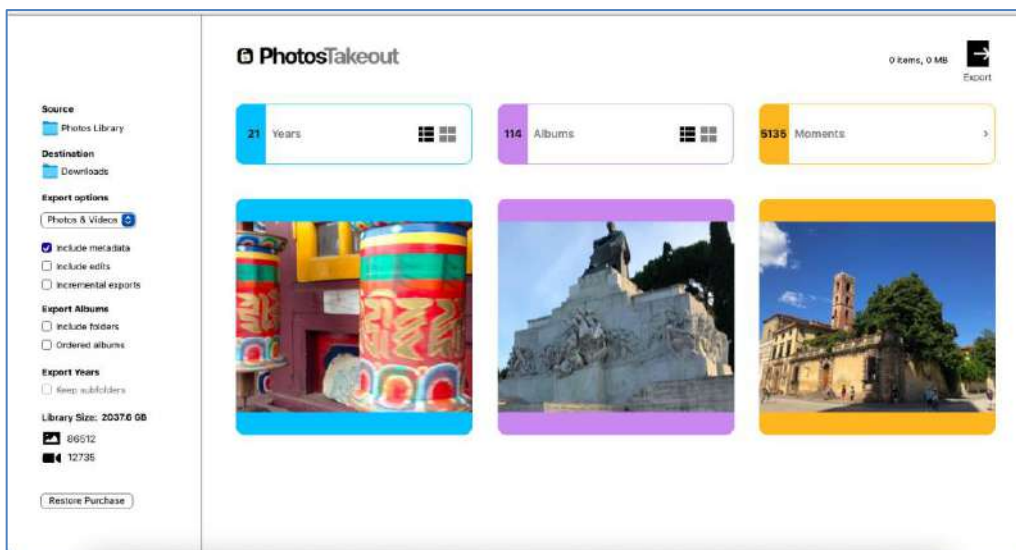 PhotosTakeout
0 items, 0 MB
Export
Source
Photos Library
Destination
Downloads
Export options
Photos & Videos
Include metadata
Include edits
Incremental exports
Export Albums
Include folders
Ordered albums
Export Years
Keep subfolders
Library Size: 2037.6 GB
86512
12735
Restore Purchase
21 Years
114 Albums
5135 Moments